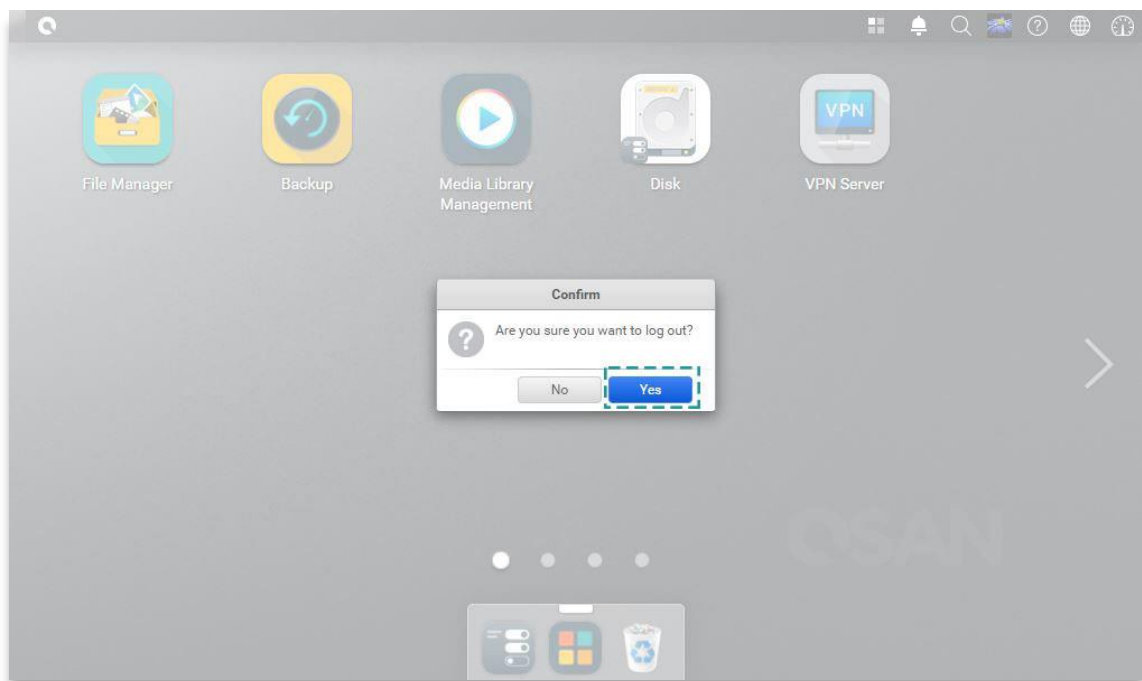 File Manager
Backup
Media Library
Management
Disk
VPN
VPN Server
Confirm
Are you sure you want to log out?
No
Yes
QSAN